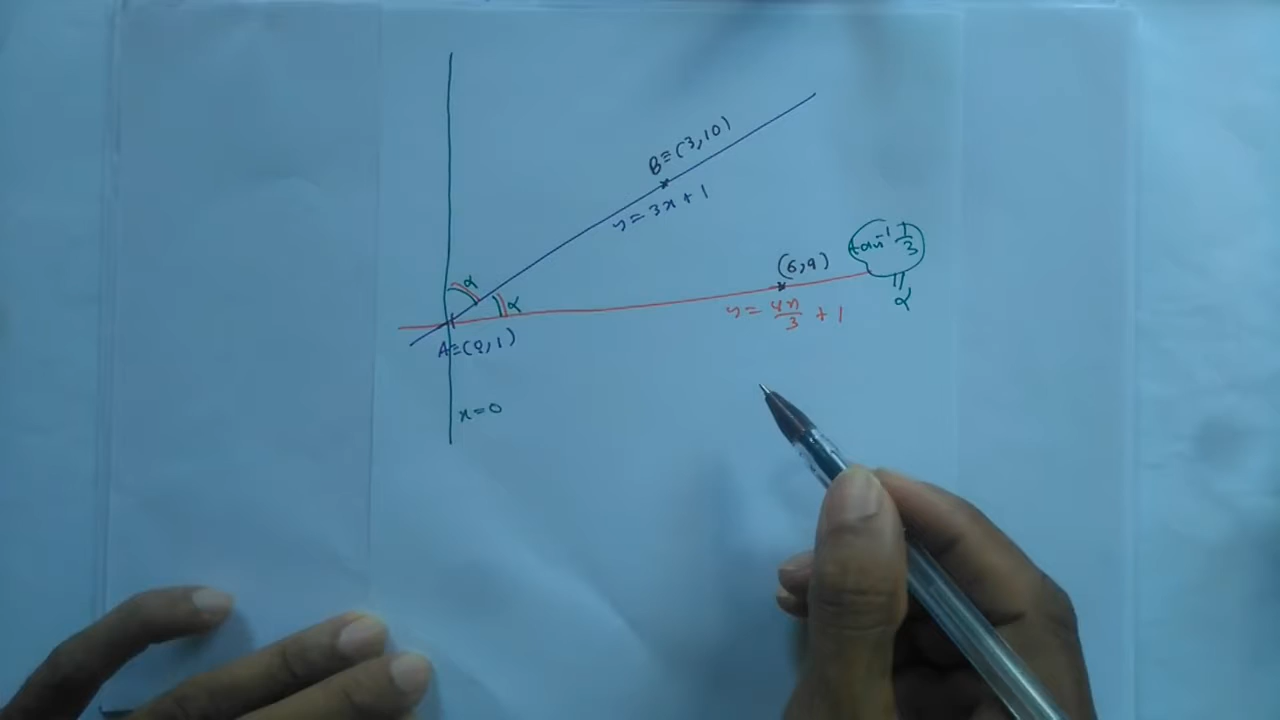 B≡(3,10)
y = 3x + 1
tan⁻¹ 1/3
(6,9)
α
α
α
y = 4x/3 + 1
A≡(0,1)
x=0